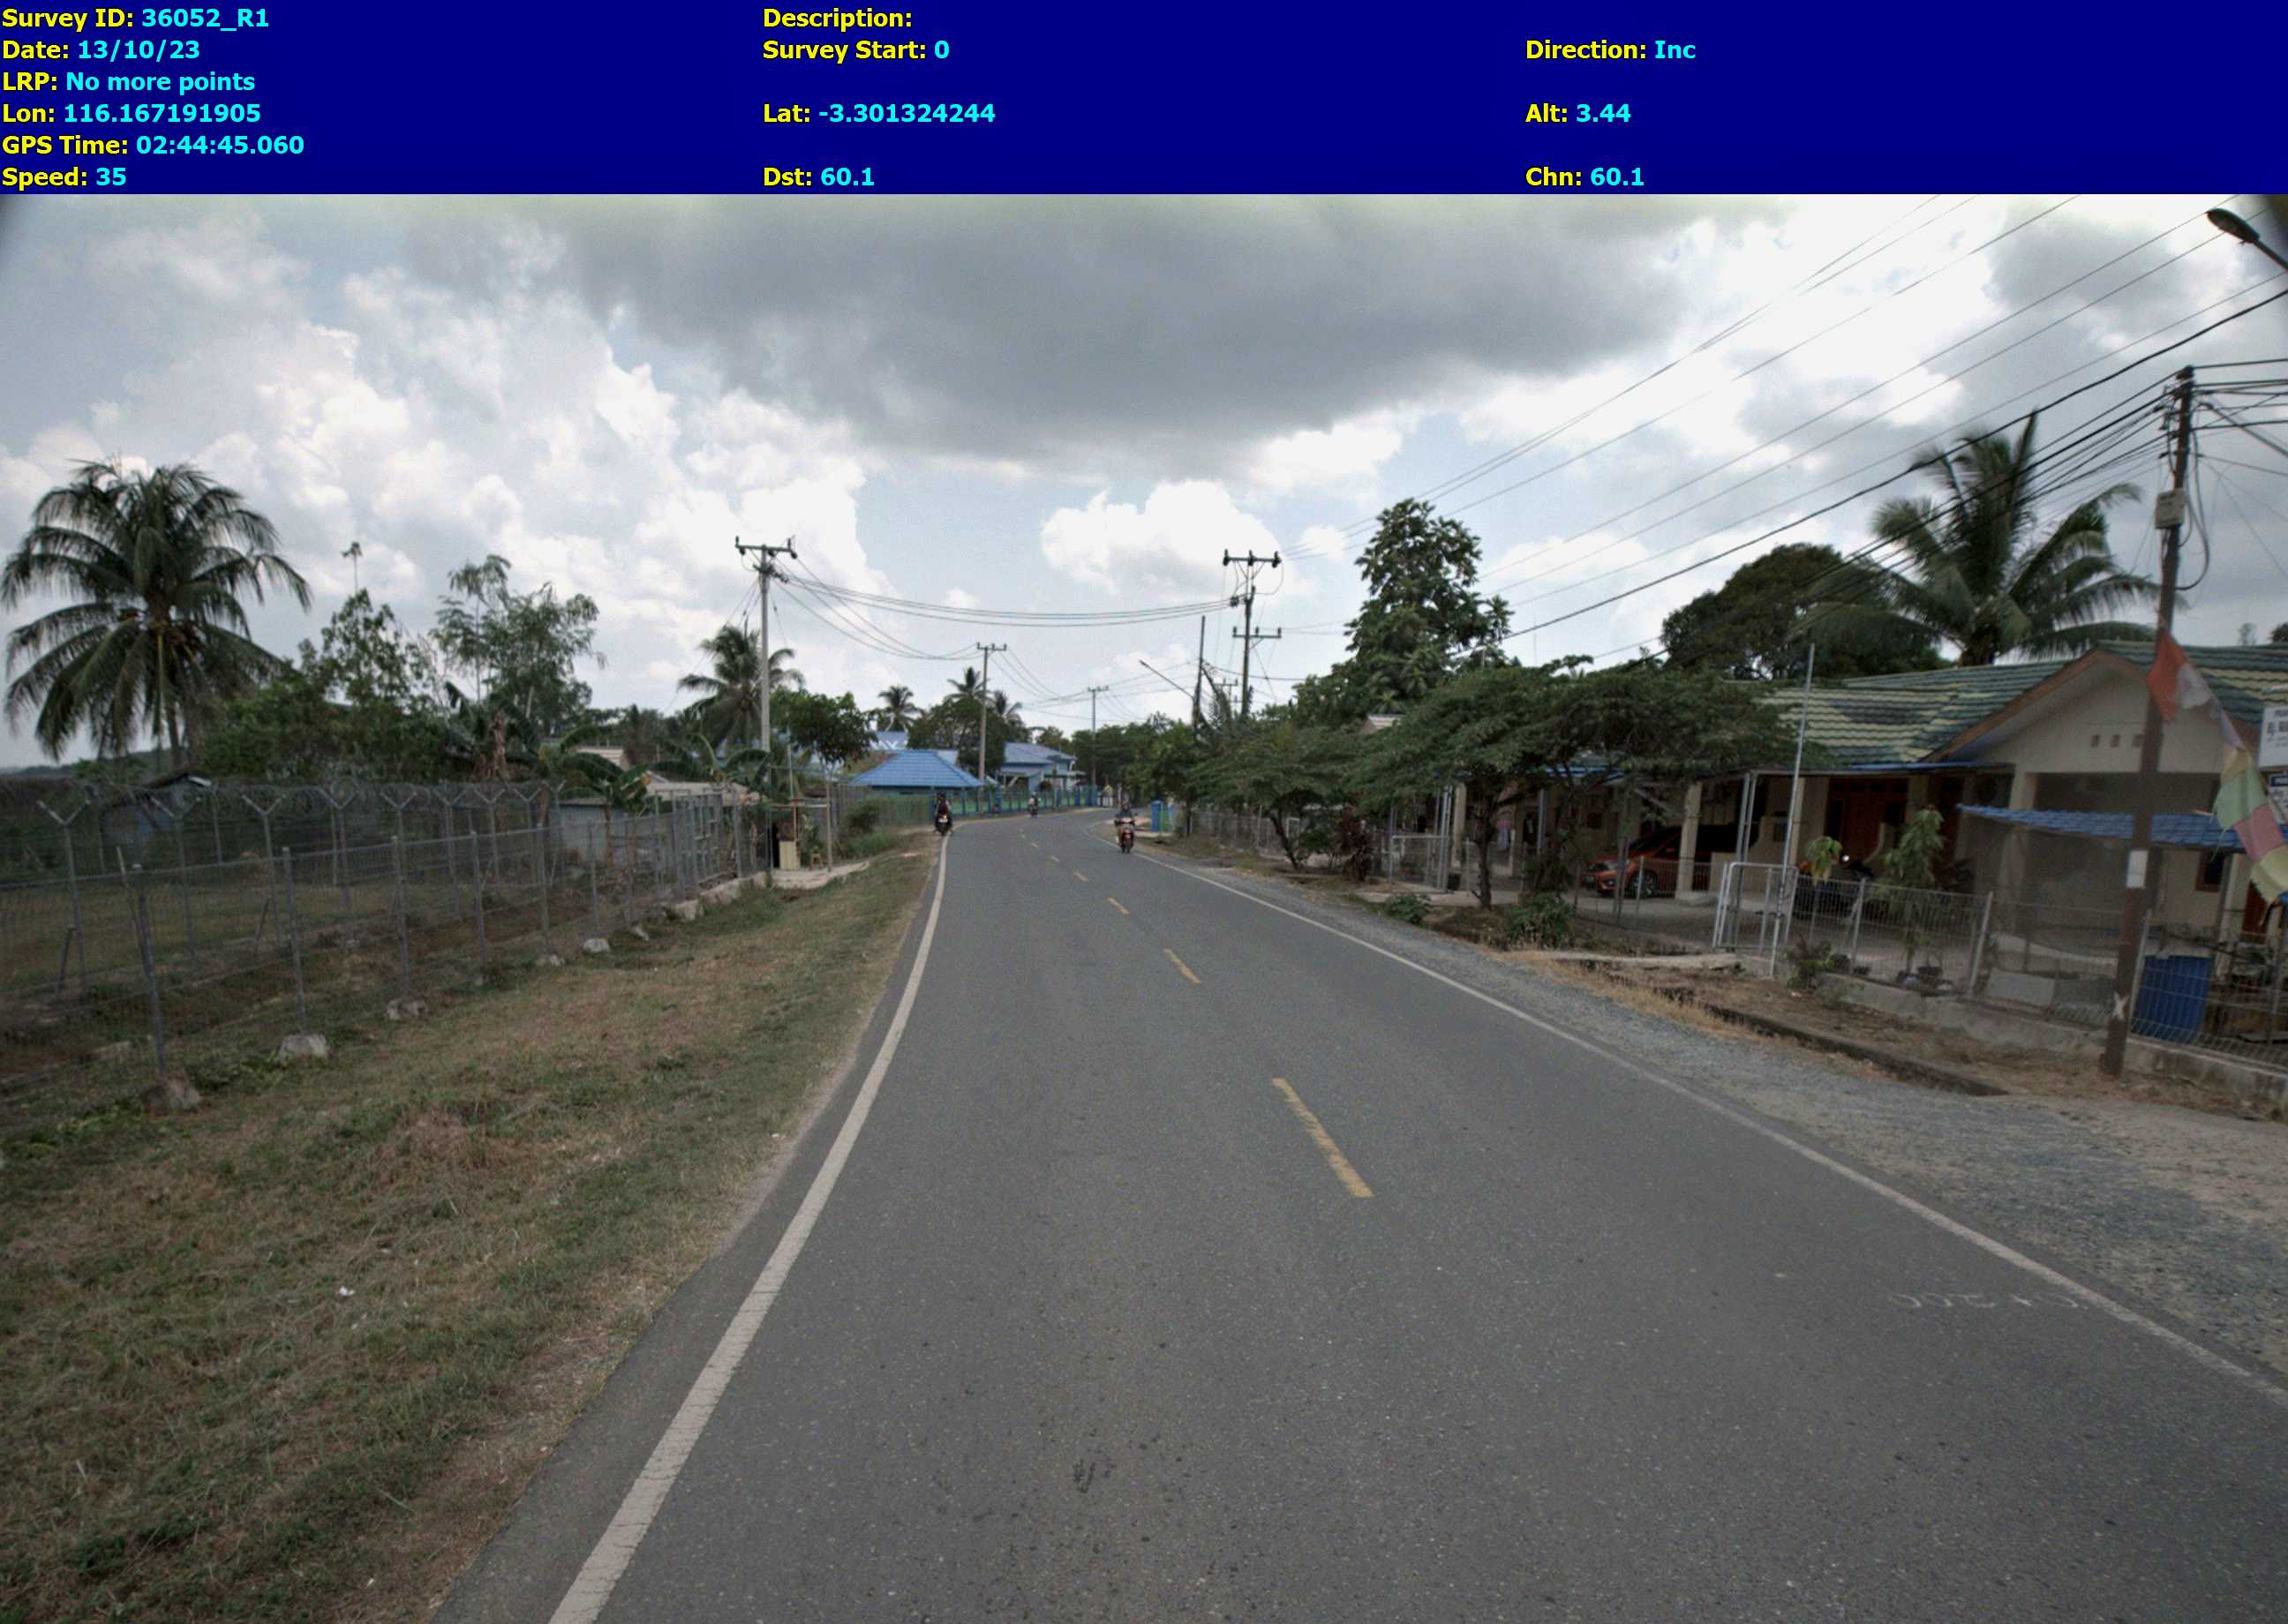 Survey ID: 36052_R1
Description:
Date: 13/10/23
Survey Start: 0
Direction: Inc
LRP: No more points
Lon: 116.167191905
Lat: -3.301324244
Alt: 3.44
GPS Time: 02:44:45.060
Speed: 35
Dst: 60.1
Chn: 60.1